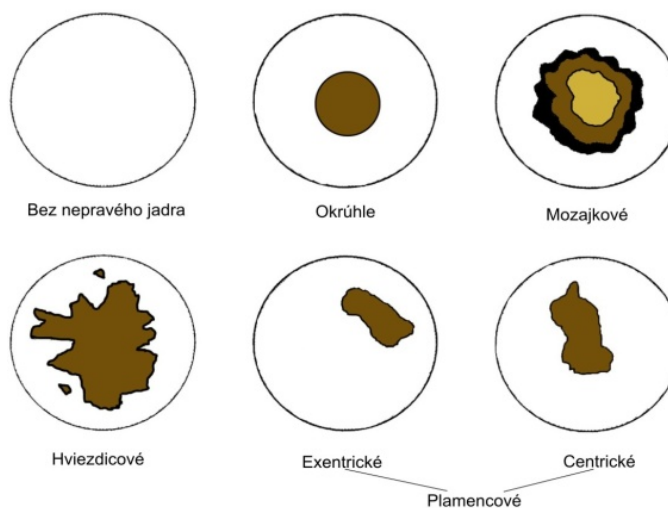 Bez nepravého jadra
Okrúhle
Mozajkové
Hviezdicové
Exentrické
Centrické
Plamencové